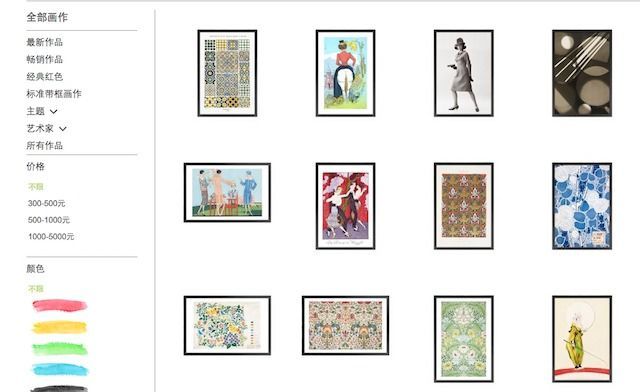 全部画作
最新作品
畅销作品
经典红色
标准带框画作
主题
艺术家
所有作品
价格
不限
300-500元
500-1000元
1000-5000元
颜色
不限